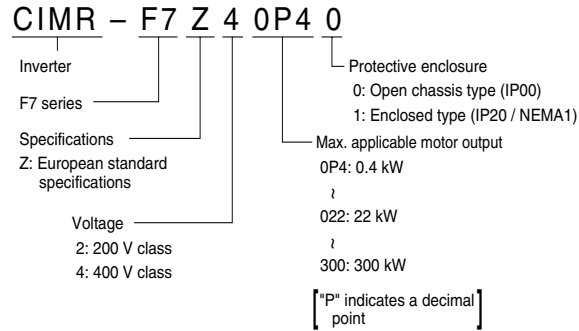 CIMR – F7 Z 4 0P4 0
Inverter
F7 series
Specifications
Z: European standard
specifications
Voltage
2: 200 V class
4: 400 V class
Protective enclosure
0: Open chassis type (IP00)
1: Enclosed type (IP20 / NEMA1)
Max. applicable motor output
0P4: 0.4 kW
~
022: 22 kW
~
300: 300 kW
["P" indicates a decimal
point]